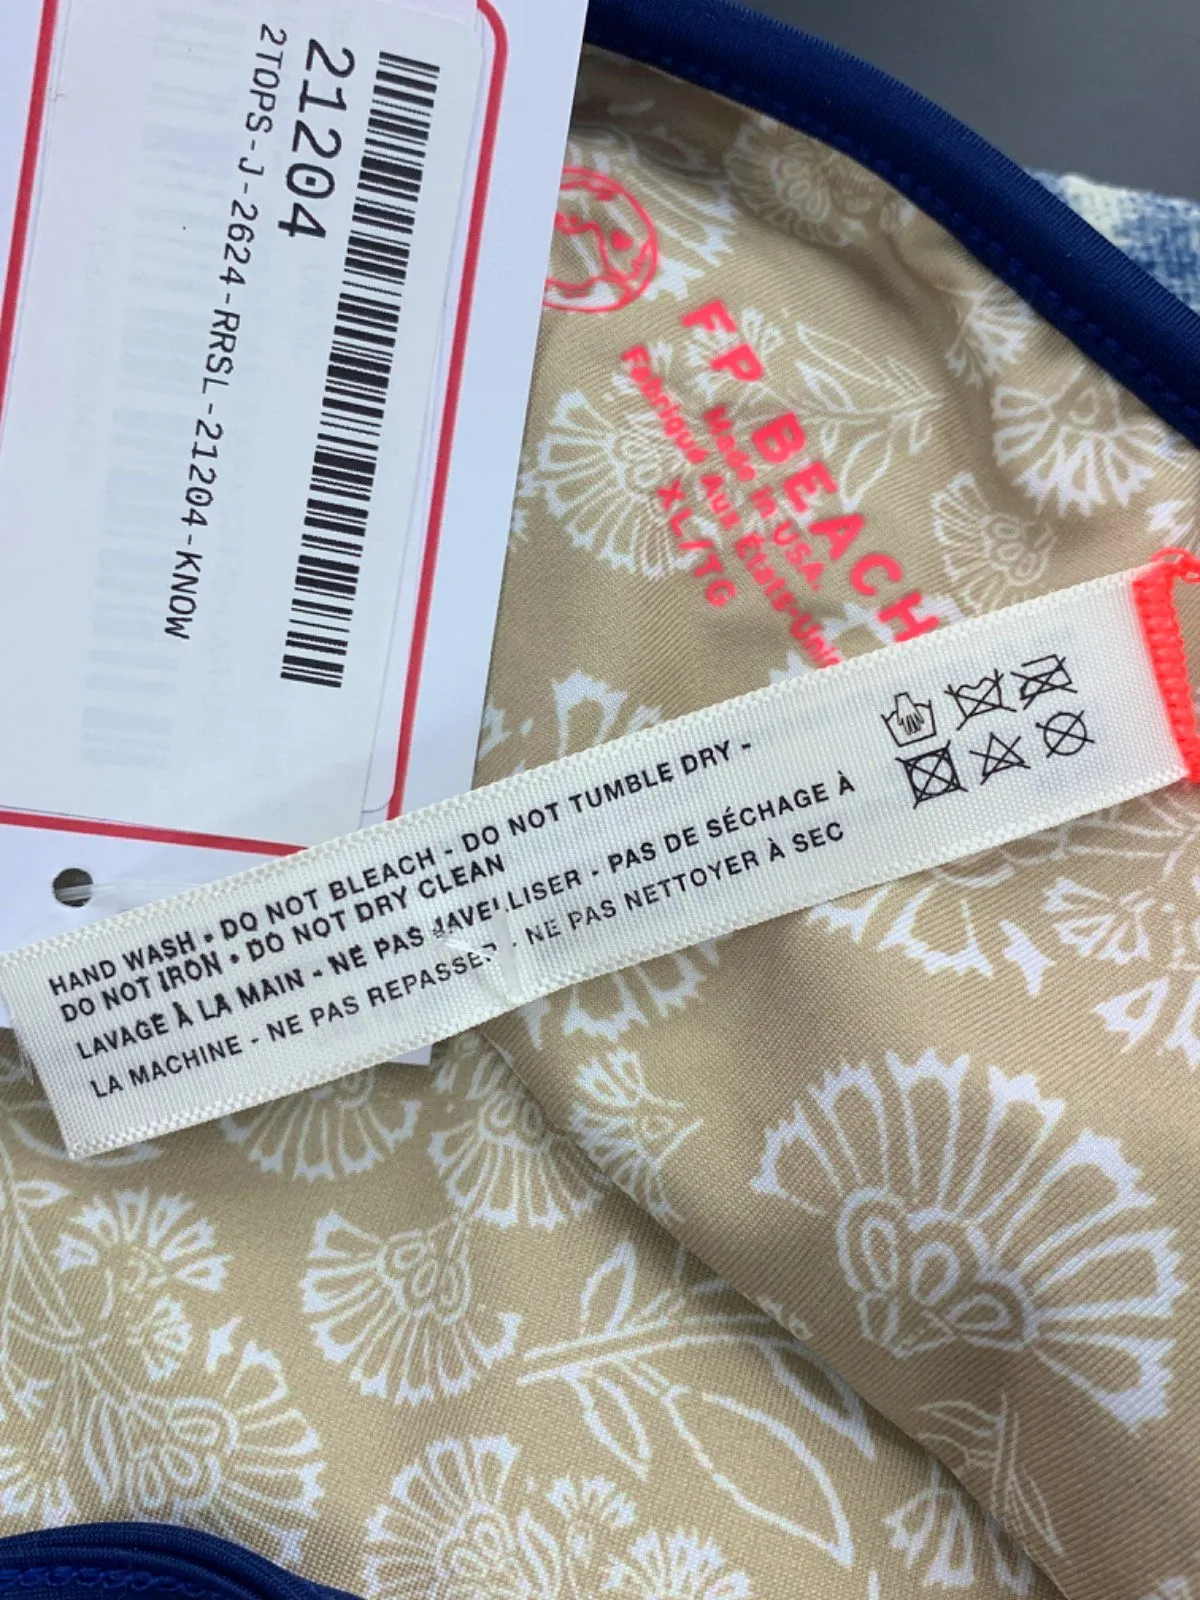 21204
2TOPS-J-2624-RRSL-21204-KNOW
FP BEACH
Made in USA.
Fabriqué Aux États-Unis
XL/TG
HAND WASH • DO NOT BLEACH - DO NOT TUMBLE DRY -
DO NOT IRON • DO NOT DRY CLEAN
LAVAGE À LA MAIN - NE PAS JAVELLISER - PAS DE SÉCHAGE À
LA MACHINE - NE PAS REPASSER - NE PAS NETTOYER À SEC